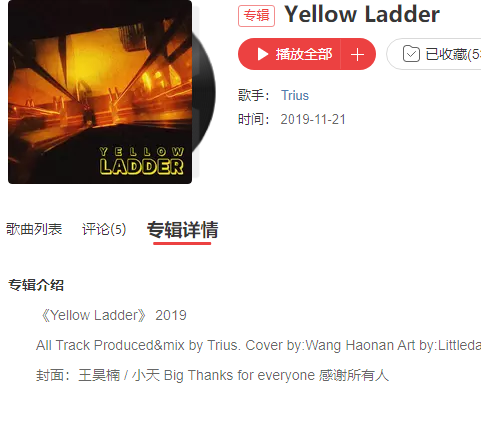 专辑 Yellow Ladder
播放全部 + 已收藏(5
歌手： Trius
时间： 2019-11-21
YELLOW
LADDER
歌曲列表 评论(5) 专辑详情
专辑介绍
《Yellow Ladder》 2019
All Track Produced&mix by Trius. Cover by:Wang Haonan Art by:Littleda
封面：王昊楠 / 小天 Big Thanks for everyone 感谢所有人